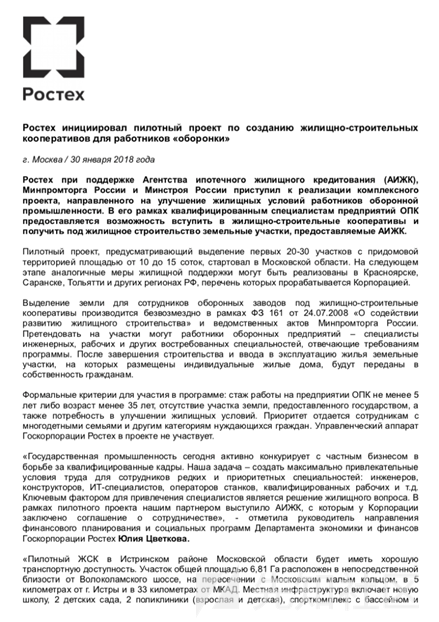 Ростех
Ростех инициировал пилотный проект по созданию жилищно-строительных
кооперативов для работников «оборонки»
г. Москва / 30 января 2018 года
Ростех при поддержке Агентства ипотечного жилищного кредитования (АИЖК),
Минпромторга России и Минстроя России приступил к реализации комплексного
проекта, направленного на улучшение жилищных условий работников оборонной
промышленности. В его рамках квалифицированным специалистам предприятий ОПК
предоставляется возможность вступить в жилищно-строительные кооперативы и
получить под жилищное строительство земельные участки, предоставляемые АИЖК.
Пилотный проект, предусматривающий выделение первых 20-30 участков с придомовой
территорией площадью от 10 до 15 соток, стартовал в Московской области. На следующем
этапе аналогичные меры жилищной поддержки могут быть реализованы в Красноярске,
Саранске, Тольятти и других регионах РФ, перечень которых прорабатывается Корпорацией.
Выделение земли для сотрудников оборонных заводов под жилищно-строительные
кооперативы производится безвозмездно в рамках ФЗ 161 от 24.07.2008 «О содействии
развитию жилищного строительства» и ведомственных актов Минпромторга России.
Претендовать на участки могут работники оборонных предприятий – специалисты
инженерных, рабочих и других востребованных специальностей, отвечающие требованиям
программы. После завершения строительства и ввода в эксплуатацию жилья земельные
участки, на которых размещены индивидуальные жилые дома, будут переданы в
собственность гражданам.
Формальные критерии для участия в программе: стаж работы на предприятии ОПК не менее 5
лет либо возраст менее 35 лет, отсутствие участка земли, предоставленного государством, а
также потребность в улучшении жилищных условий. Приоритет отдается сотрудникам с
многодетными семьями и другим категориям нуждающихся граждан. Управленческий аппарат
Госкорпорации Ростех в проекте не участвует.
«Государственная промышленность сегодня активно конкурирует с частным бизнесом в
борьбе за квалифицированные кадры. Наша задача – создать максимально привлекательные
условия труда для сотрудников редких и приоритетных специальностей: инженеров,
конструкторов, ИТ-специалистов, операторов станков, квалифицированных рабочих и т.д.
Ключевым фактором для привлечения специалистов является решение жилищного вопроса. В
рамках пилотного проекта нашим партнером выступило АИЖК, с которым у Корпорации
заключено соглашение о сотрудничестве», - отметила руководитель направления
финансового планирования и социальных программ Департамента экономики и финансов
Госкорпорации Ростех Юлия Цветкова.
«Пилотный ЖСК в Истринском районе Московской области будет иметь хорошую
транспортную доступность. Участок общей площадью 6,81 Га расположен в непосредственной
близости от Волоколамского шоссе, на пересечении с Московским малым кольцом, в 5
километрах от г. Истры и в 33 километрах от МКАД. Местная инфраструктура включает новую
школу, 2 детских сада, 2 поликлиники (взрослая и детская), спорткомплекс с бассейном и